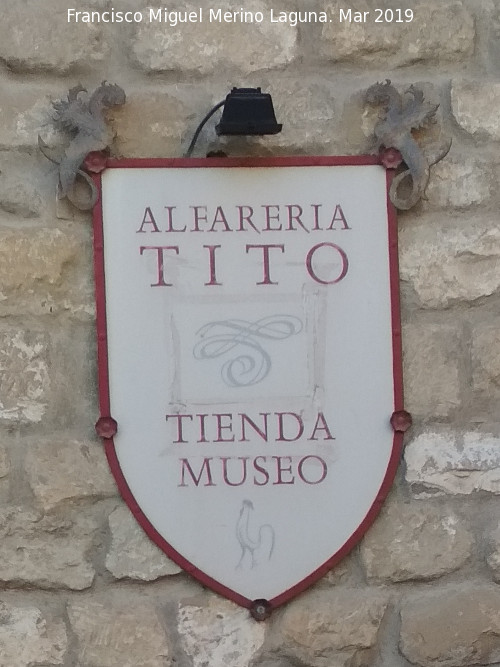 Francisco Miguel Merino Laguna. Mar 2019
ALFARERIA
TITO
TIENDA
MUSEO